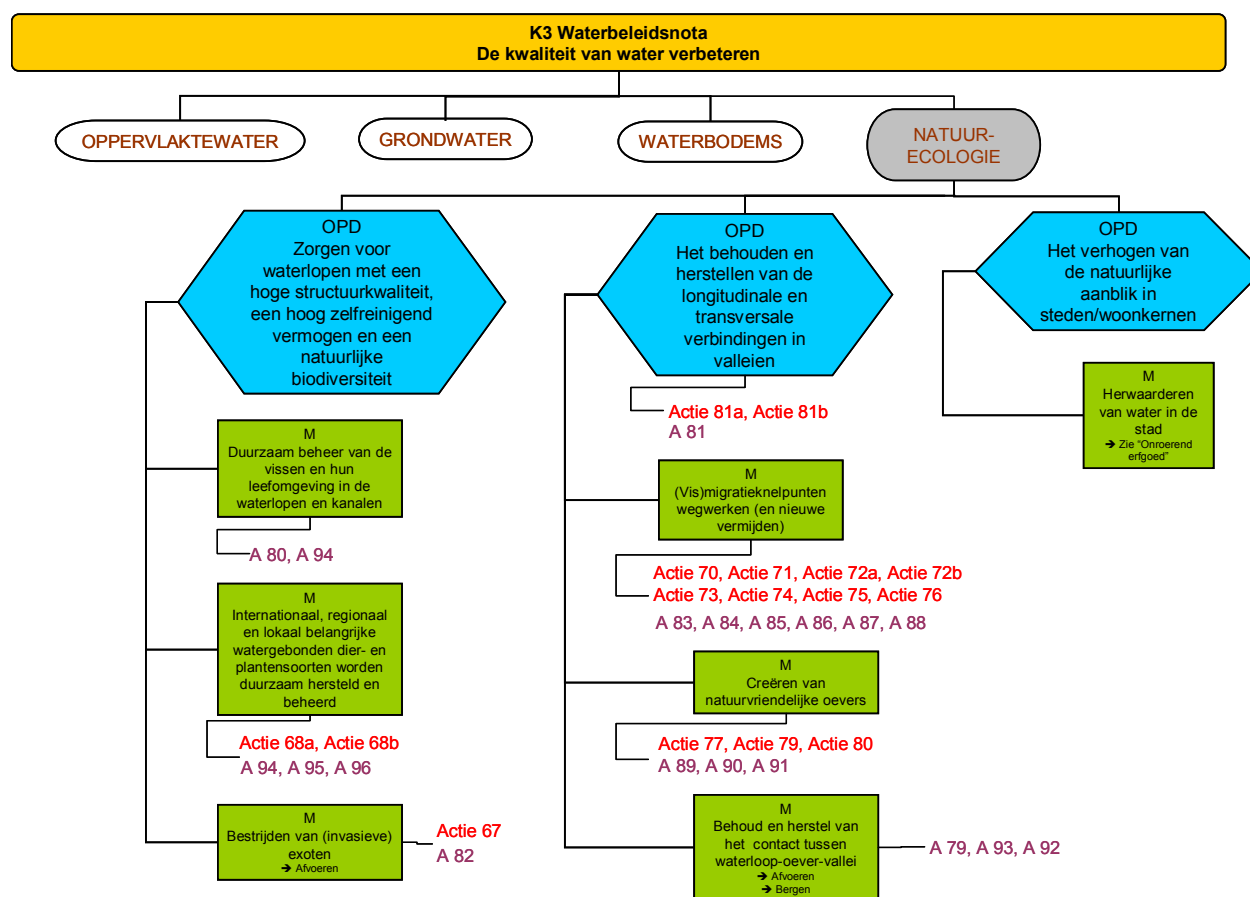 K3 Waterbeleidsnota
De kwaliteit van water verbeteren
OPPERVLAKTEWATER
GRONDWATER
WATERBODEMS
NATUUR-
ECOLOGIE
OPD
Zorgen voor
waterlopen met een
hoge structuurkwaliteit,
een hoog zelfreinigend
vermogen en een
natuurlijke
biodiversiteit
M
Duurzaam beheer van de
vissen en hun
leefomgeving in de
waterlopen en kanalen
A 80, A 94
M
Internationaal, regionaal
en lokaal belangrijke
watergebonden dier- en
plantensoorten worden
duurzaam hersteld en
beheerd
Actie 68a, Actie 68b
A 94, A 95, A 96
M
Bestrijden van (invasieve)
exoten
➔ Afvoeren
Actie 67
A 82
OPD
Het behouden en
herstellen van de
longitudinale en
transversale
verbindingen in
valleien
Actie 81a, Actie 81b
A 81
M
(Vis)migratieknelpunten
wegwerken (en nieuwe
vermijden)
Actie 70, Actie 71, Actie 72a, Actie 72b
Actie 73, Actie 74, Actie 75, Actie 76
A 83, A 84, A 85, A 86, A 87, A 88
M
Creëren van
natuurvriendelijke oevers
Actie 77, Actie 79, Actie 80
A 89, A 90, A 91
M
Behoud en herstel van
het contact tussen
waterloop-oever-vallei
➔ Afvoeren
➔ Bergen
A 79, A 93, A 92
OPD
Het verhogen van
de natuurlijke
aanblik in
steden/woonkernen
M
Herwaarderen
van water in de
stad
➔ Zie "Onroerend
erfgoed"